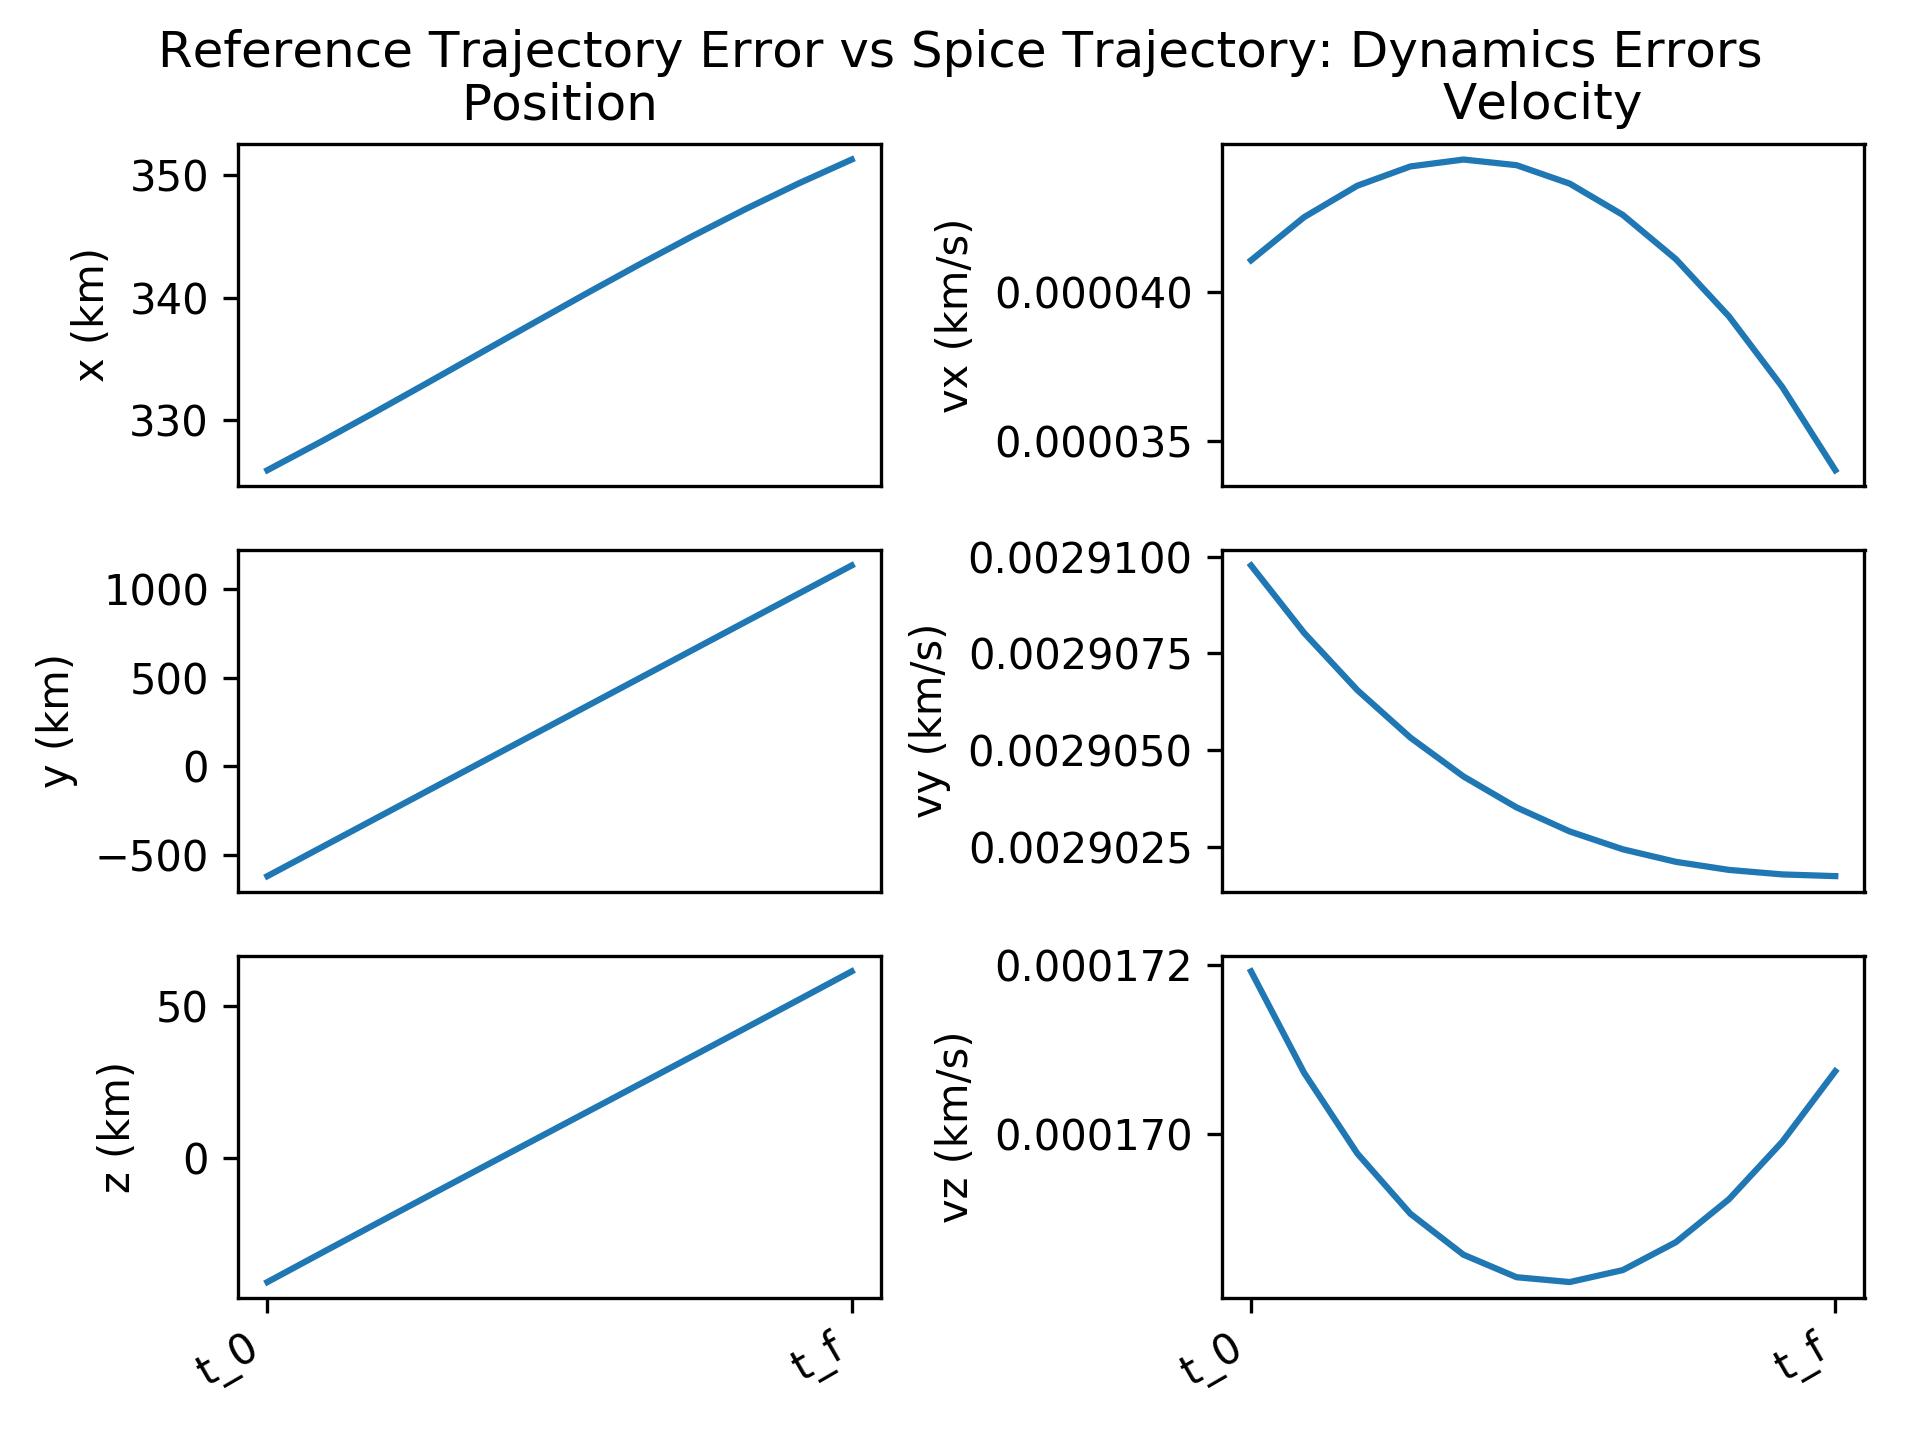 Reference Trajectory Error vs Spice Trajectory: Dynamics Errors
Position
Velocity
x (km)
350
340
330
vx (km/s)
0.000040
0.000035
y (km)
1000
500
0
−500
vy (km/s)
0.0029100
0.0029075
0.0029050
0.0029025
z (km)
50
0
vz (km/s)
0.000172
0.000170
t_0
t_f
t_0
t_f